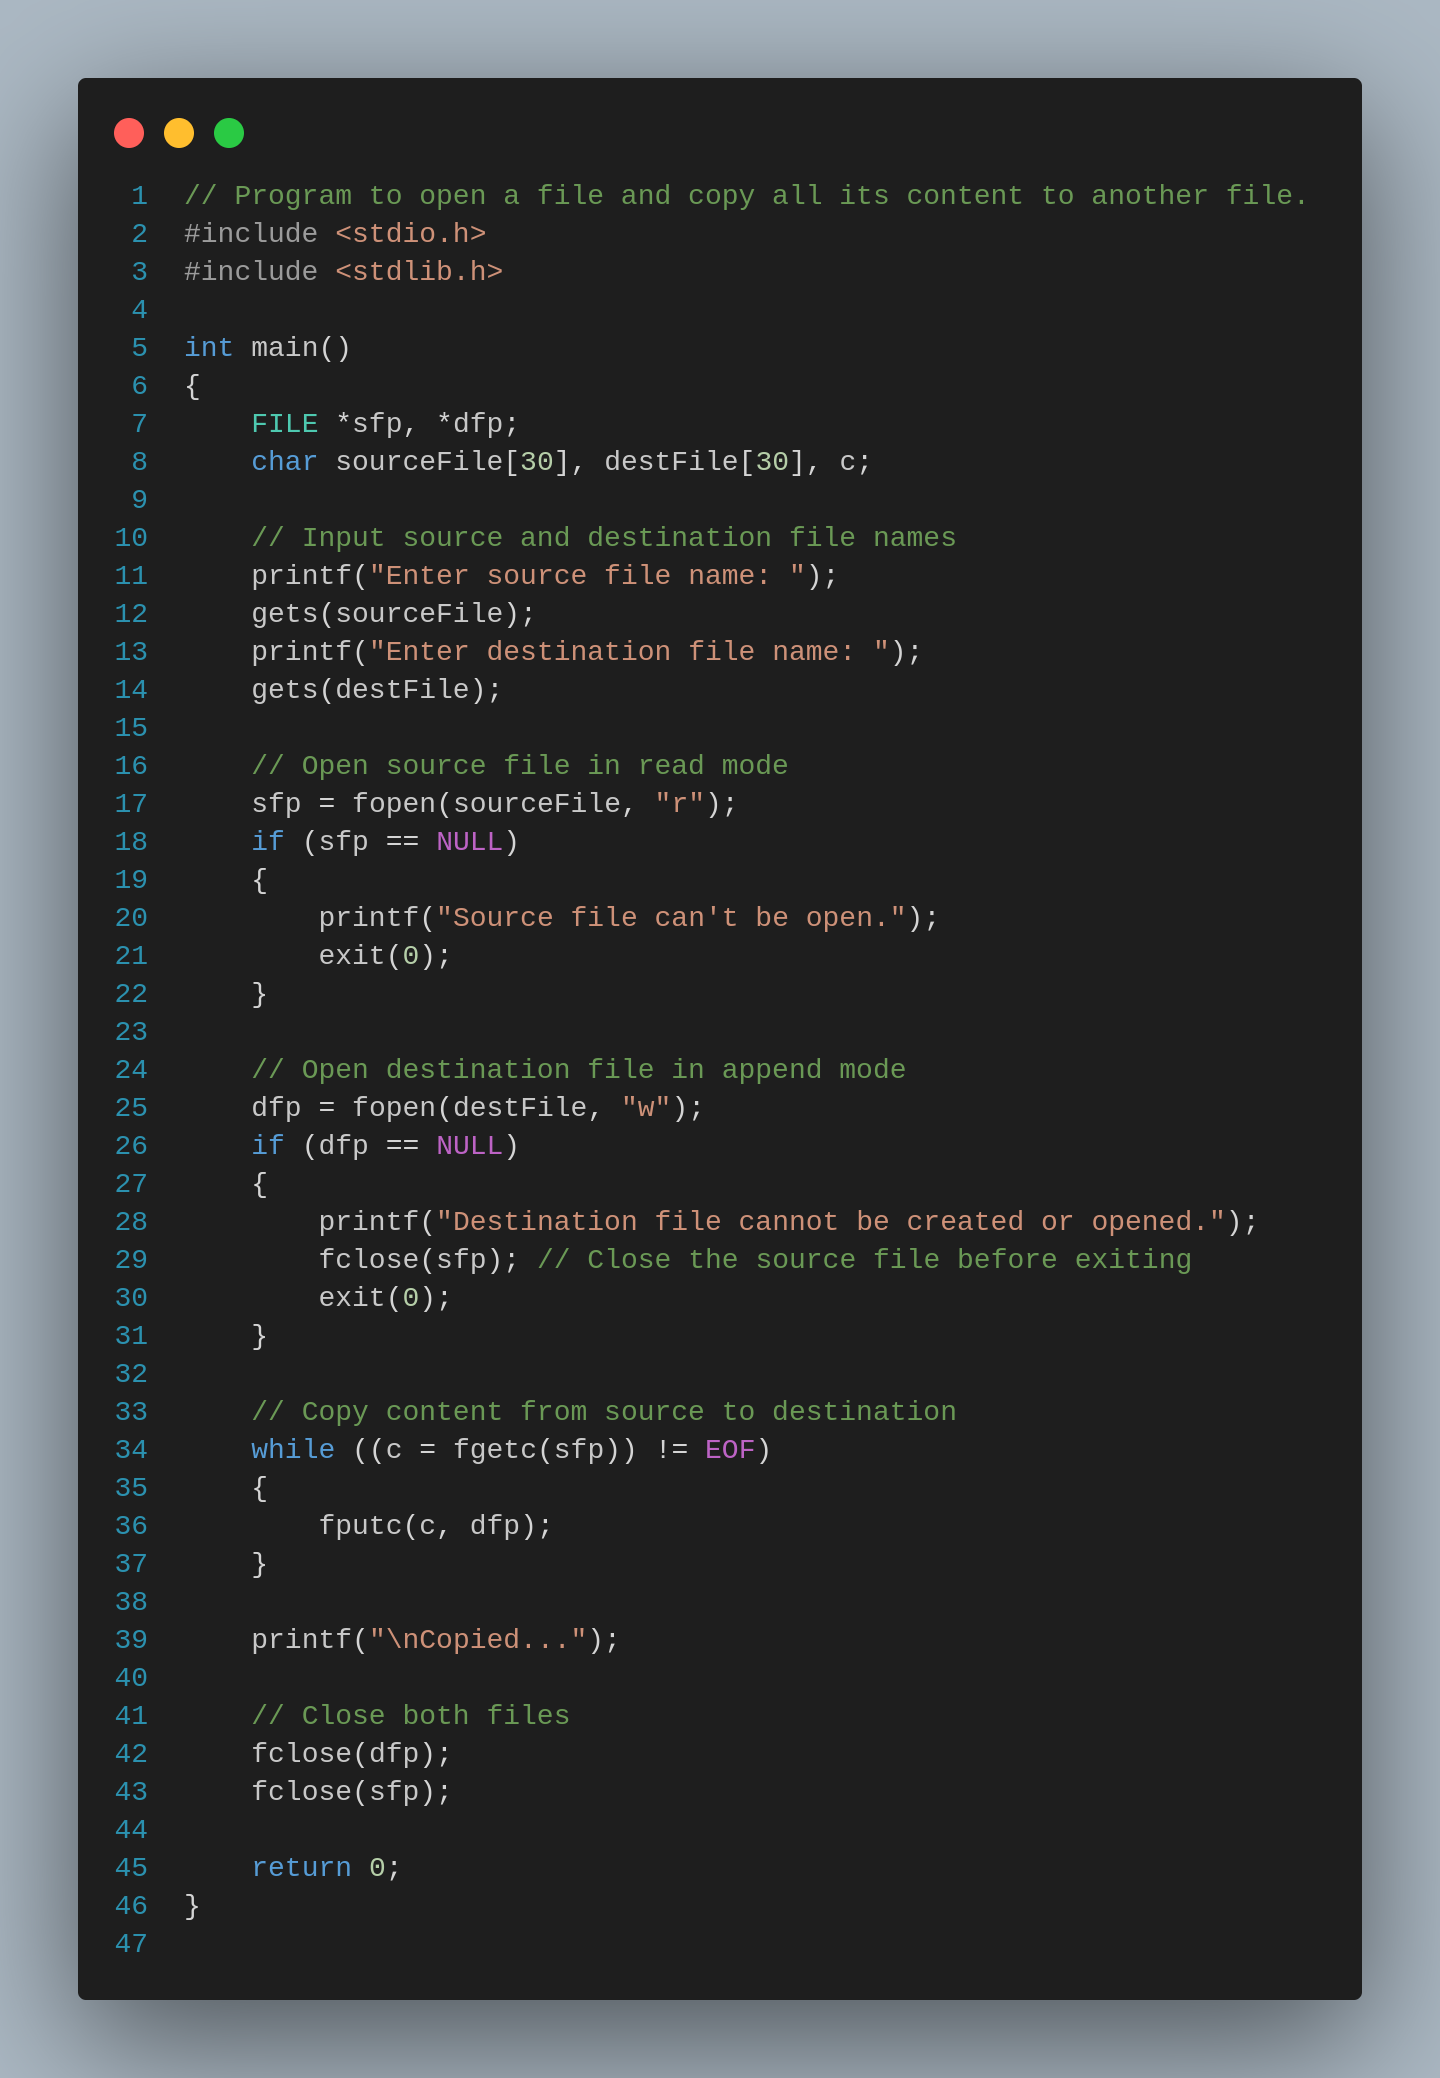 1 // Program to open a file and copy all its content to another file.
2 #include <stdio.h>
3 #include <stdlib.h>
4
5 int main()
6 {
7     FILE *sfp, *dfp;
8     char sourceFile[30], destFile[30], c;
9
10     // Input source and destination file names
11     printf("Enter source file name: ");
12     gets(sourceFile);
13     printf("Enter destination file name: ");
14     gets(destFile);
15
16     // Open source file in read mode
17     sfp = fopen(sourceFile, "r");
18     if (sfp == NULL)
19     {
20         printf("Source file can't be open.");
21         exit(0);
22     }
23
24     // Open destination file in append mode
25     dfp = fopen(destFile, "w");
26     if (dfp == NULL)
27     {
28         printf("Destination file cannot be created or opened.");
29         fclose(sfp); // Close the source file before exiting
30         exit(0);
31     }
32
33     // Copy content from source to destination
34     while ((c = fgetc(sfp)) != EOF)
35     {
36         fputc(c, dfp);
37     }
38
39     printf("\nCopied...");
40
41     // Close both files
42     fclose(dfp);
43     fclose(sfp);
44
45     return 0;
46 }
47